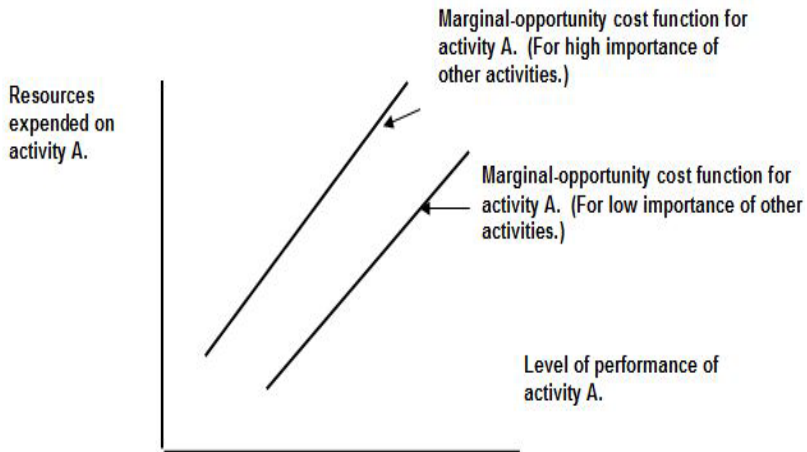 Marginal-opportunity cost function for
activity A.  (For high importance of
other activities.)
Resources
expended on
activity A.
Marginal-opportunity cost function for
activity A.  (For low importance of other
activities.)
Level of performance of
activity A.